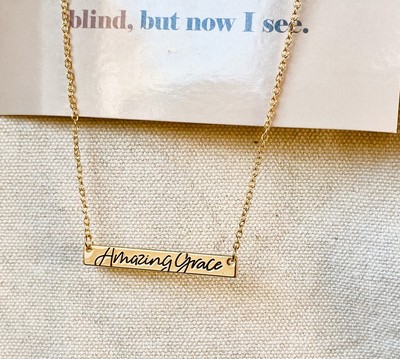 blind, but now I see.
Amazing Grace